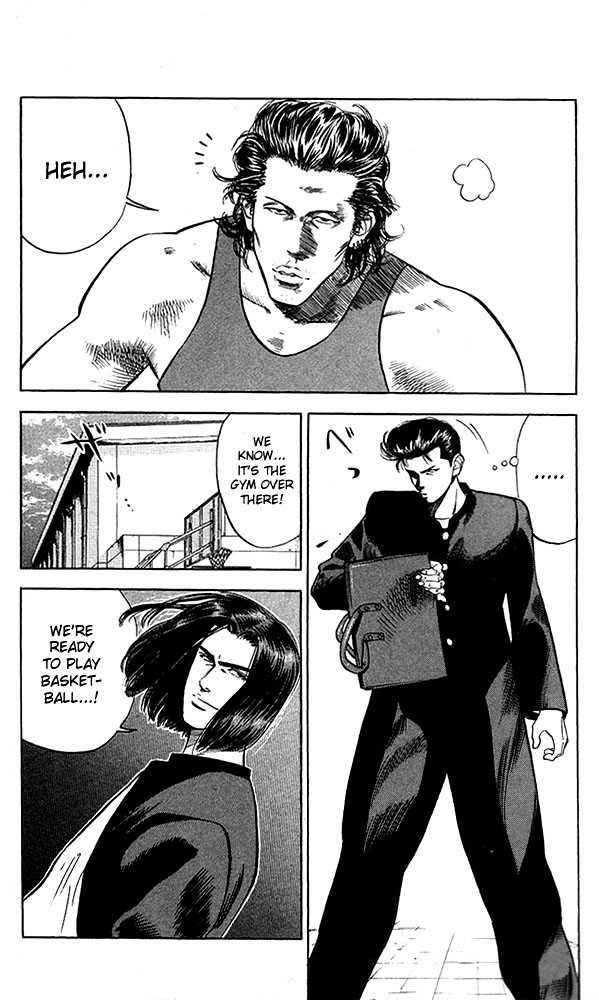 HEH...
WE
KNOW...
IT'S THE
GYM OVER
THERE!
......
WE'RE
READY
TO PLAY
BASKET-
BALL...!